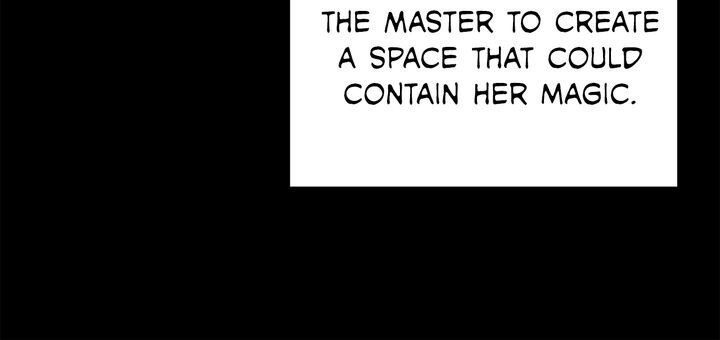 THE MASTER TO CREATE
A SPACE THAT COULD
CONTAIN HER MAGIC.